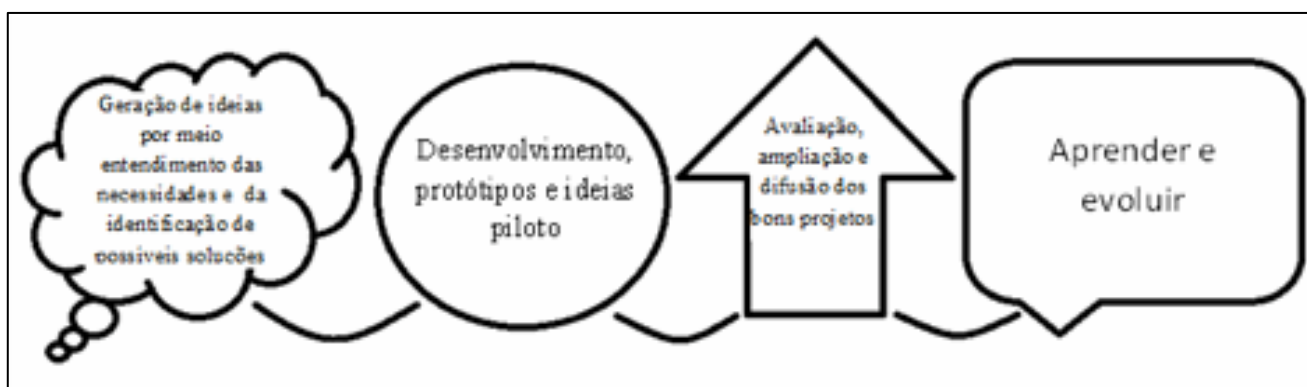 Geração de ideias
por meio
entendimento das
necessidades e da
identificação de
possiveis soluções
Desenvolvimento,
protótipos e ideias
piloto
Avaliação,
ampliação e
difusão dos
bons projetos
Aprender e
evoluir